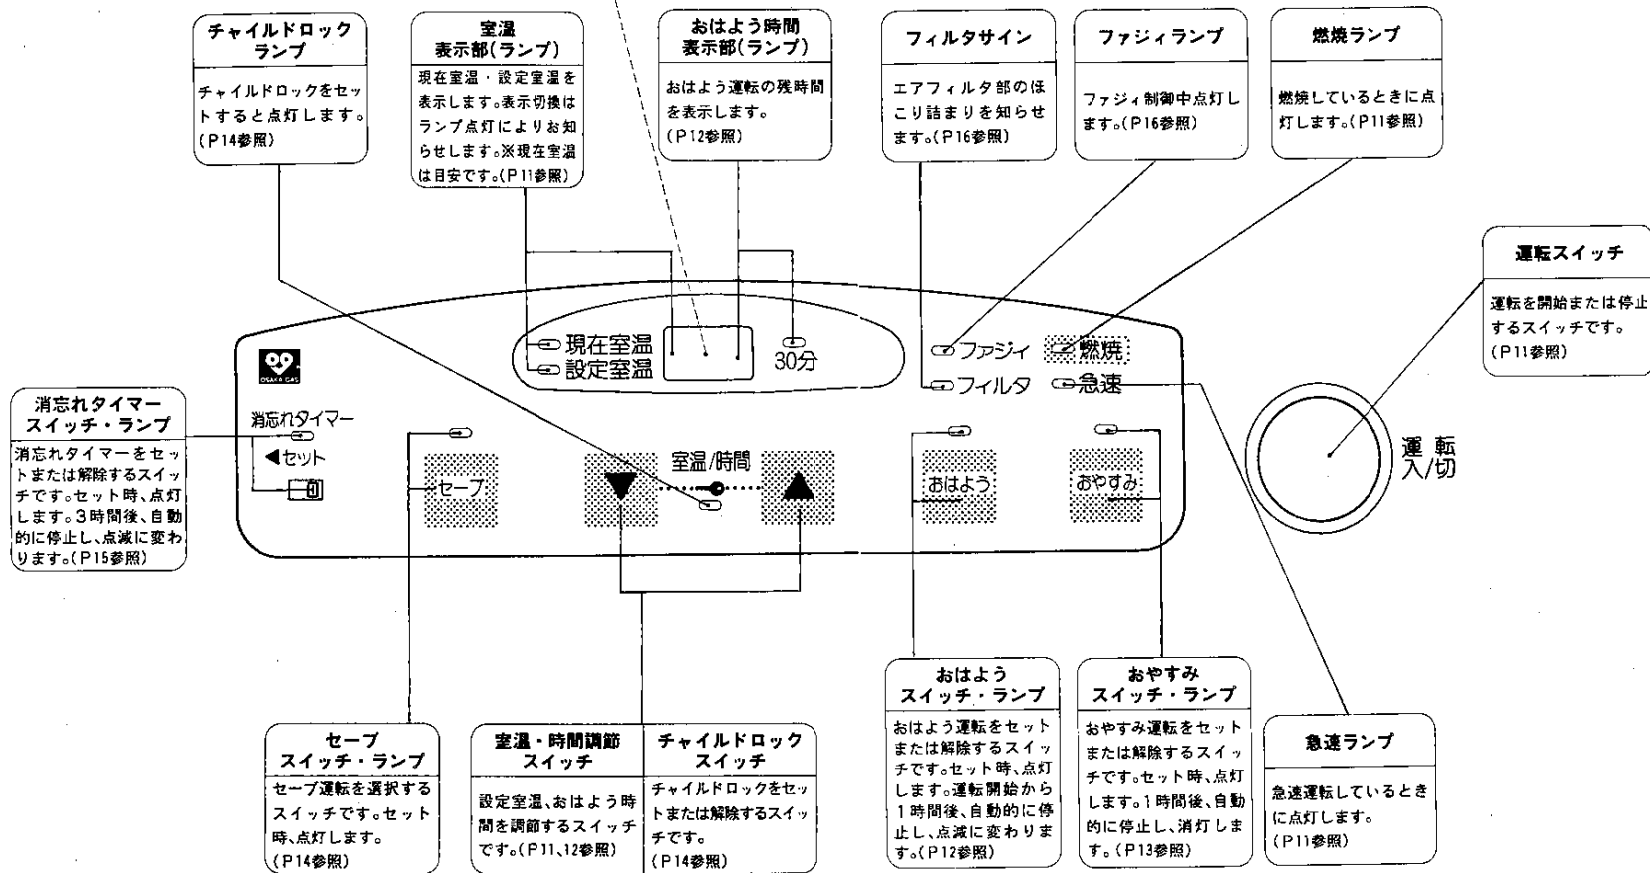 チャイルドロック
ランプ
チャイルドロックをセッ
トすると点灯します。
(P14参照)
室温
表示部(ランプ)
現在室温・設定室温を
表示します。表示切換は
ランプ点灯によりお知
らせします。※現在室温
は目安です。(P11参照)
おはよう時間
表示部(ランプ)
おはよう運転の残時間
を表示します。
(P12参照)
フィルタサイン
エアフィルタ部のほ
こり詰まりを知らせ
ます。(P16参照)
ファジィランプ
ファジィ制御中点灯し
ます。(P16参照)
燃焼ランプ
燃焼しているときに点
灯します。(P11参照)
運転スイッチ
運転を開始または停止
するスイッチです。
(P11参照)
OSAKA GAS
現在室温
設定室温
30分
ファジィ
燃焼
フィルタ
急速
消忘れタイマー
◀セット
セーブ
▼
室温/時間
▲
おはよう
おやすみ
運転
入/切
消忘れタイマー
スイッチ・ランプ
消忘れタイマーをセッ
トまたは解除するスイッ
チです。セット時、点灯
します。3時間後、自動
的に停止し、点滅に変わ
ります。(P15参照)
セーブ
スイッチ・ランプ
セーブ運転を選択する
スイッチです。セット
時、点灯します。
(P14参照)
室温・時間調節
スイッチ
設定室温、おはよう時
間を調節するスイッチ
です。(P11、12参照)
チャイルドロック
スイッチ
チャイルドロックをセッ
トまたは解除するスイッ
チです。
(P14参照)
おはよう
スイッチ・ランプ
おはよう運転をセット
または解除するスイッ
チです。セット時、点灯
します。運転開始から
1時間後、自動的に停
止し、点滅に変わりま
す。(P12参照)
おやすみ
スイッチ・ランプ
おやすみ運転をセット
または解除するスイッ
チです。セット時、点灯
します。1時間後、自動
的に停止し、消灯しま
す。(P13参照)
急速ランプ
急速運転しているとき
に点灯します。
(P11参照)